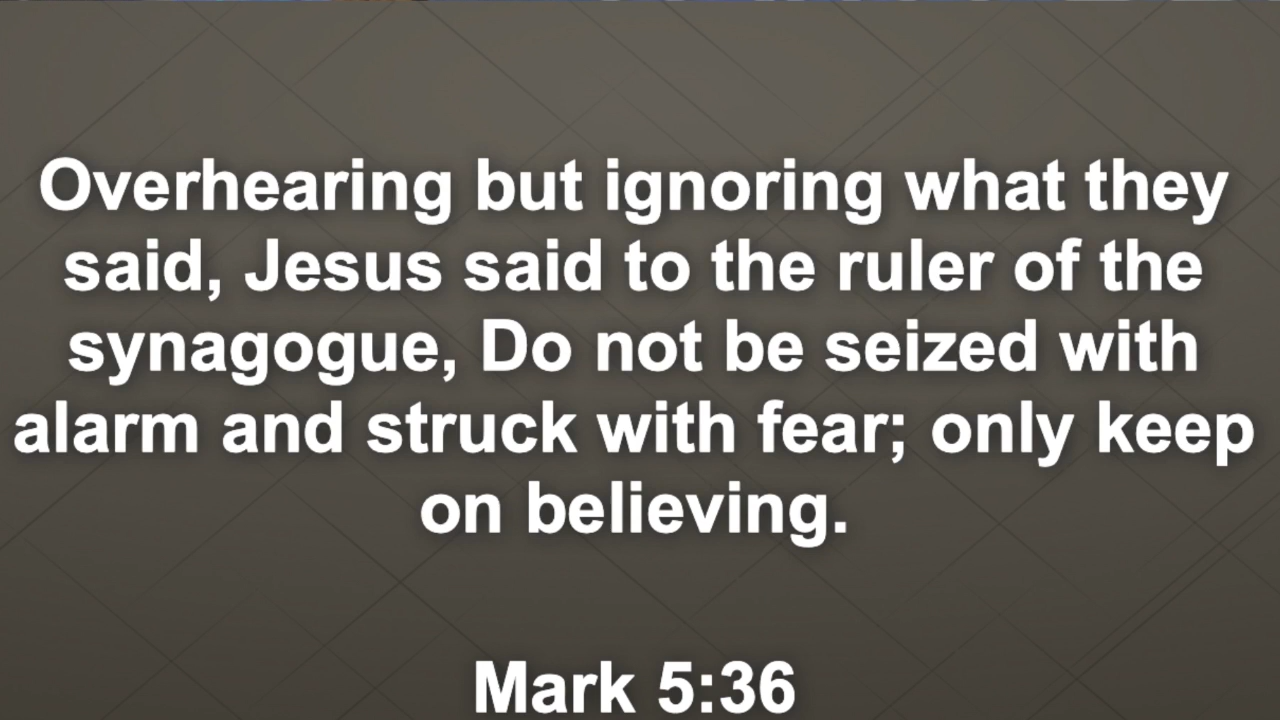 Overhearing but ignoring what they
said, Jesus said to the ruler of the
synagogue, Do not be seized with
alarm and struck with fear; only keep
on believing.
Mark 5:36